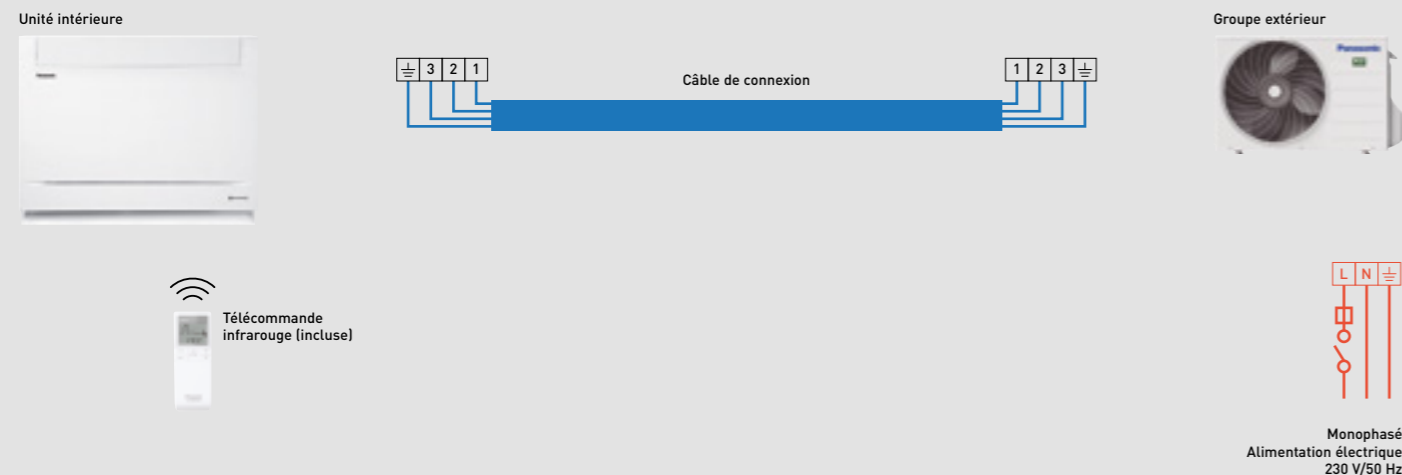 Unité intérieure
Groupe extérieur
Panasonic
3 2 1
Câble de connexion
1 2 3
Télécommande
infrarouge (incluse)
L N
Monophasé
Alimentation électrique
230 V/50 Hz